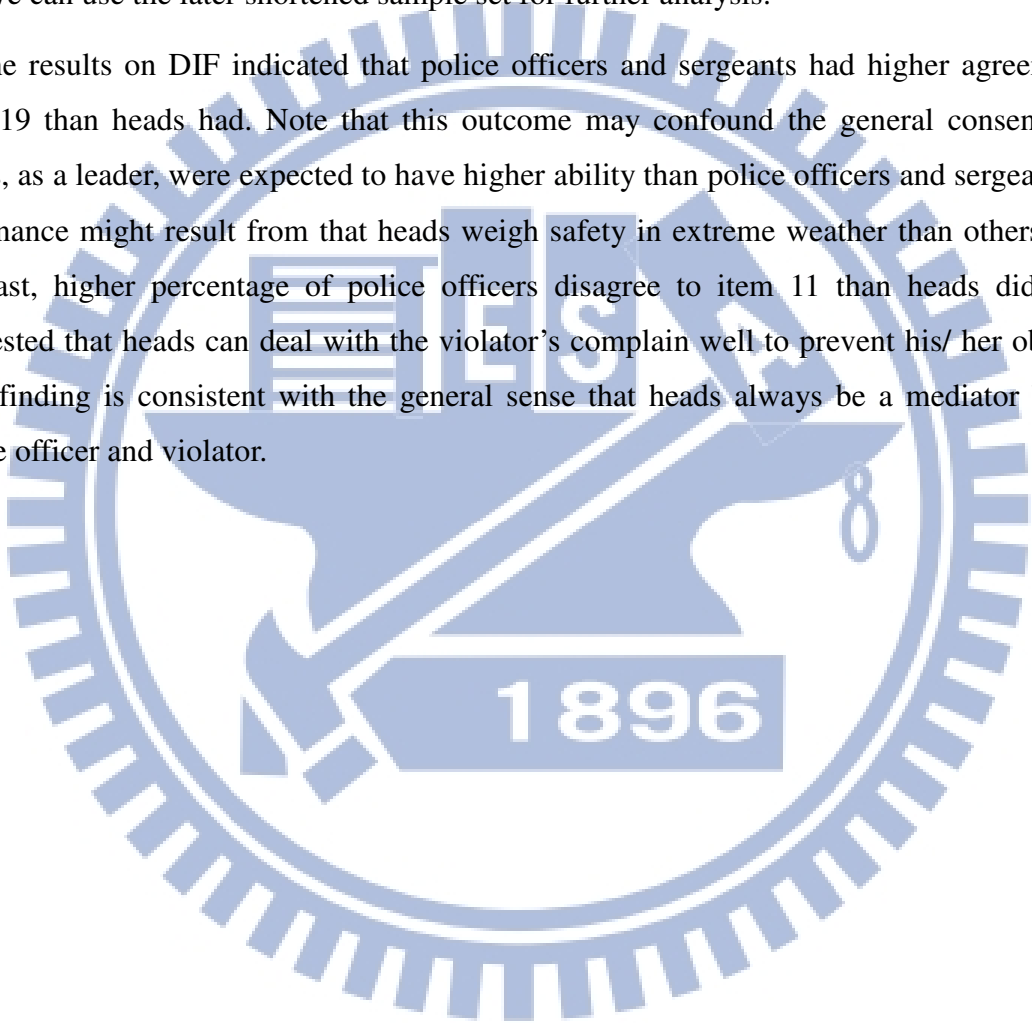 we can use the later shortened sample set for further analysis.
he results on DIF indicated that police officers and sergeants had higher agree
19 than heads had. Note that this outcome may confound the general consen
, as a leader, were expected to have higher ability than police officers and sergea
nance might result from that heads weigh safety in extreme weather than others
ast, higher percentage of police officers disagree to item 11 than heads did
ested that heads can deal with the violator's complain well to prevent his/ her ob
finding is consistent with the general sense that heads always be a mediator
e officer and violator.
E S A
8
1896